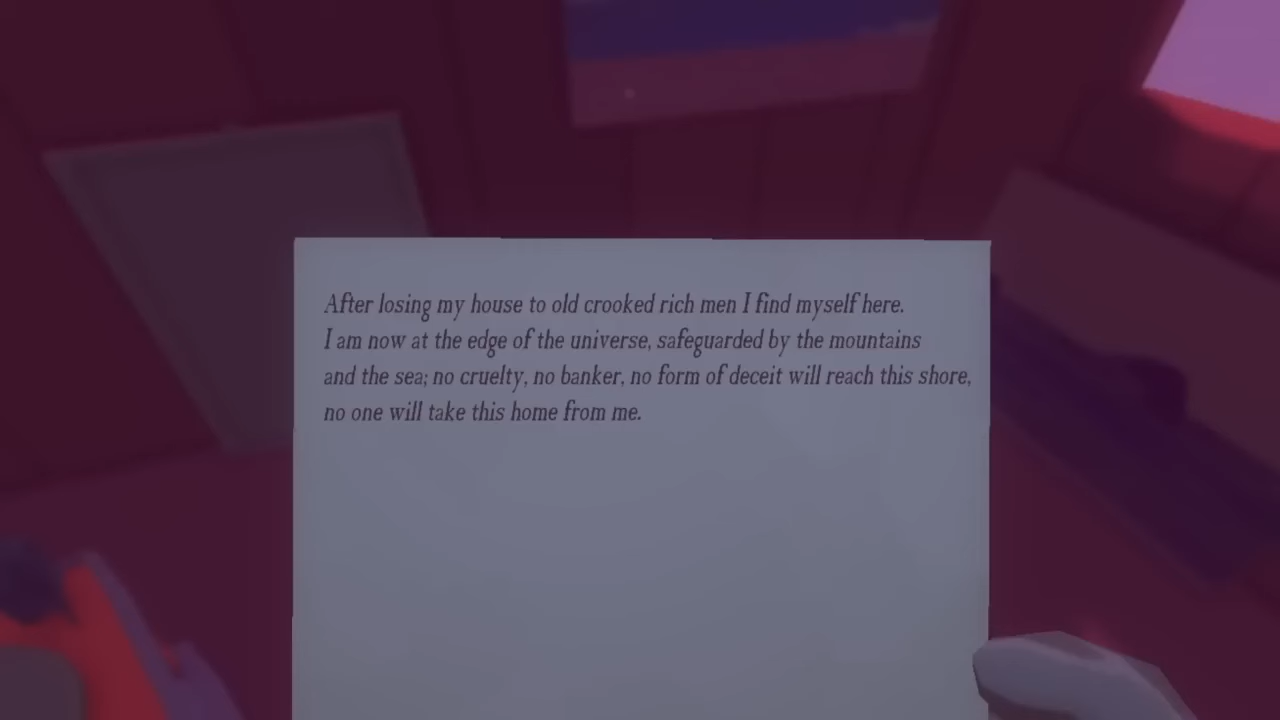 After losing my house to old crooked rich men I find myself here.
I am now at the edge of the universe, safeguarded by the mountains
and the sea; no cruelty, no banker, no form of deceit will reach this shore,
no one will take this home from me.